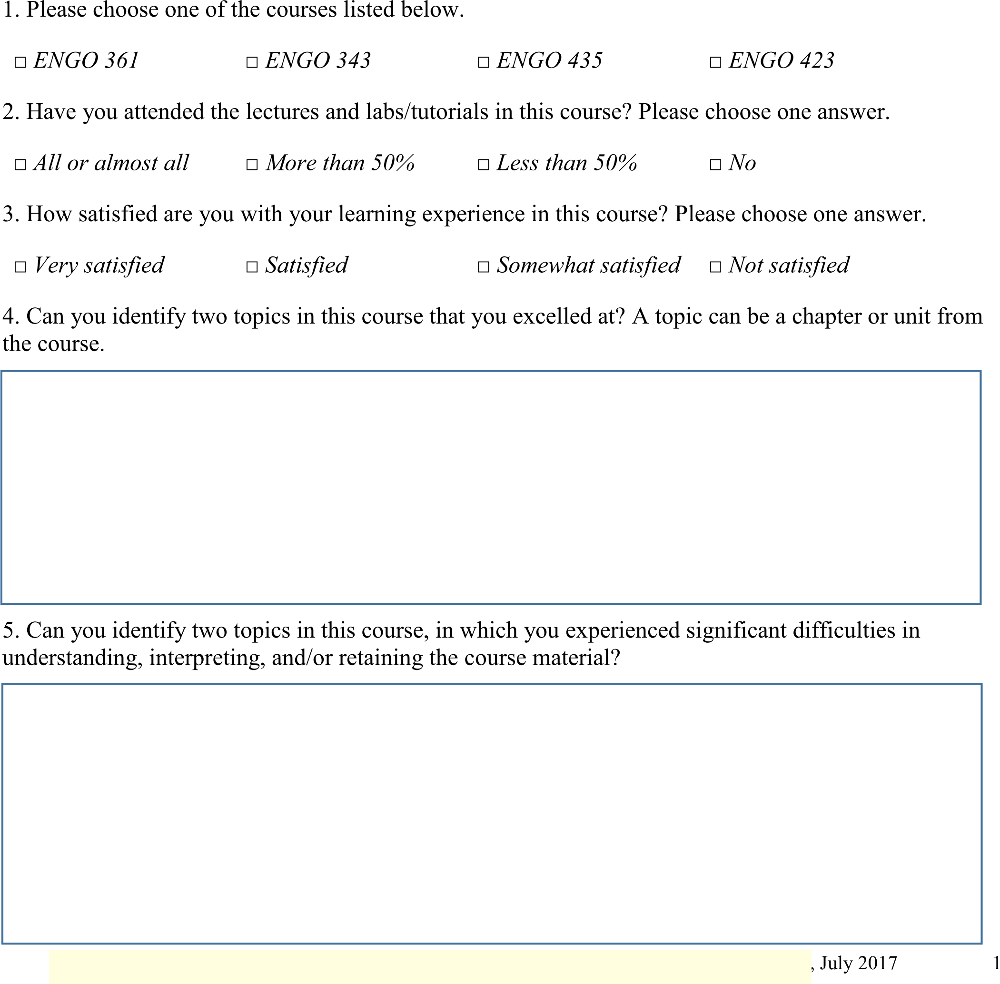 1. Please choose one of the courses listed below.
□ ENGO 361 □ ENGO 343 □ ENGO 435 □ ENGO 423
2. Have you attended the lectures and labs/tutorials in this course? Please choose one answer.
□ All or almost all □ More than 50% □ Less than 50% □ No
3. How satisfied are you with your learning experience in this course? Please choose one answer.
□ Very satisfied □ Satisfied □ Somewhat satisfied □ Not satisfied
4. Can you identify two topics in this course that you excelled at? A topic can be a chapter or unit from
the course.
5. Can you identify two topics in this course, in which you experienced significant difficulties in
understanding, interpreting, and/or retaining the course material?
, July 2017 1